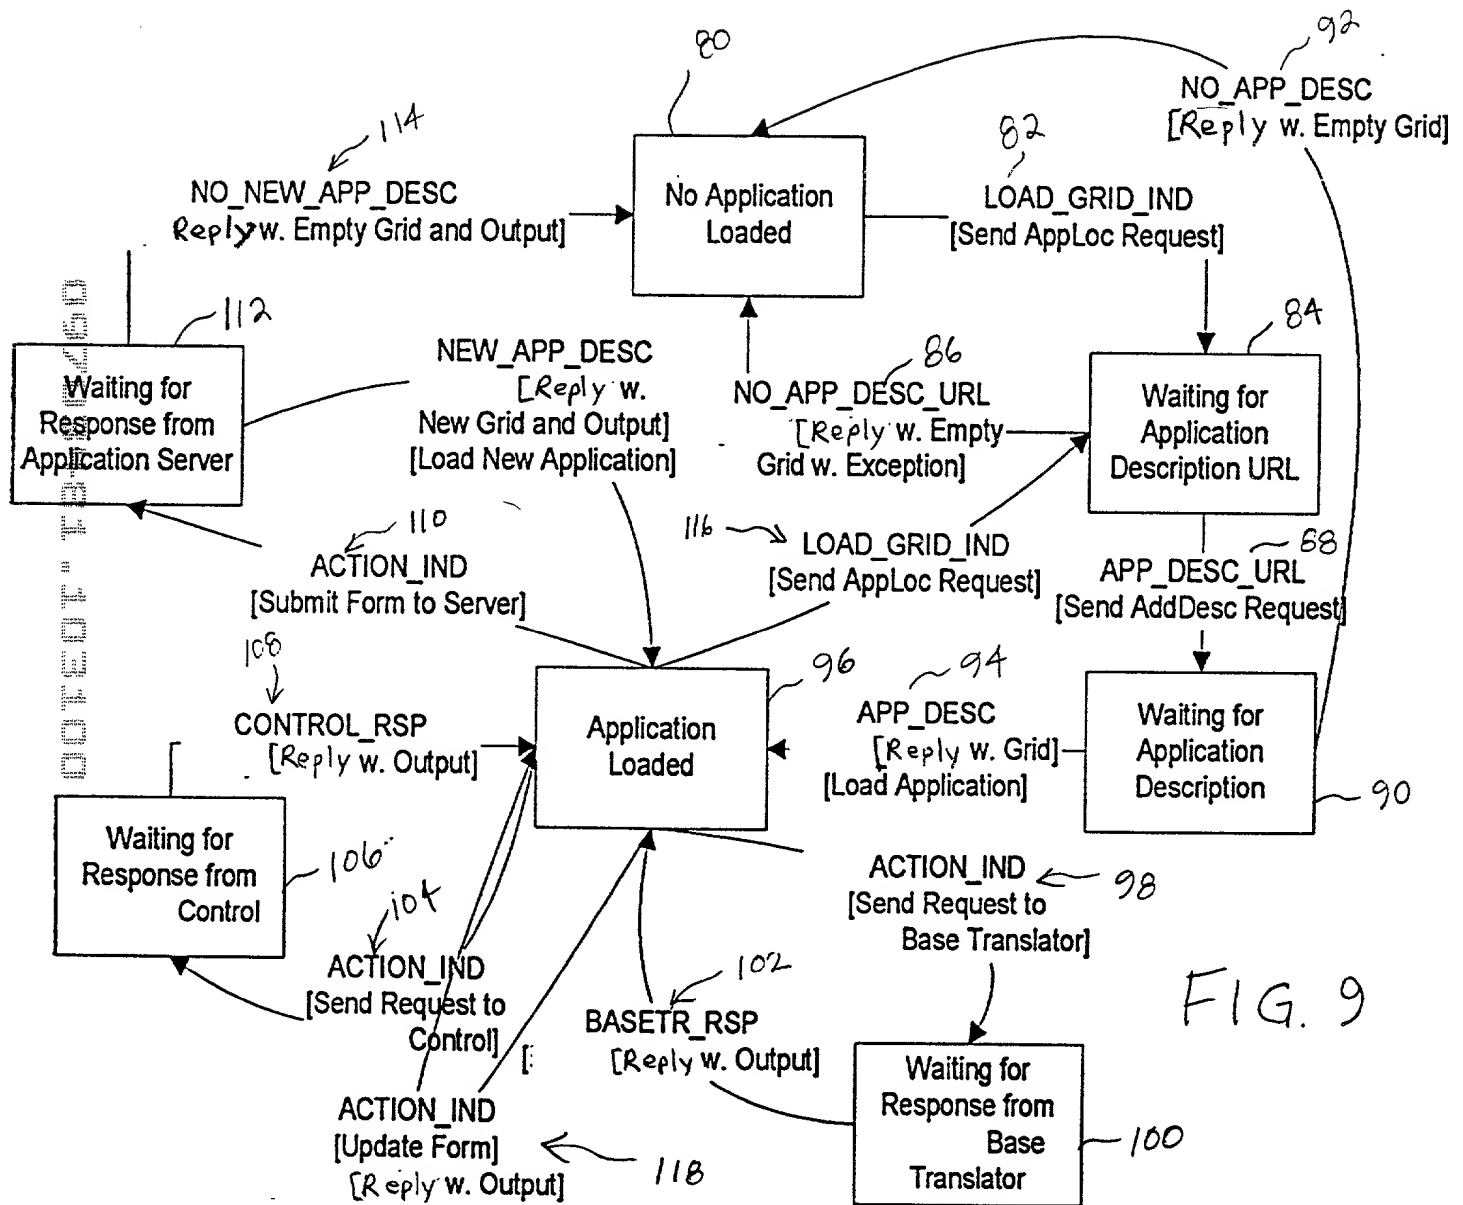 80
92
NO_APP_DESC
[Reply w. Empty Grid]
114
NO_NEW_APP_DESC
Reply w. Empty Grid and Output]
No Application
Loaded
82
LOAD_GRID_IND
[Send AppLoc Request]
112
Waiting for
Response from
Application Server
NEW_APP_DESC
[Reply w.
New Grid and Output]
[Load New Application]
86
NO_APP_DESC_URL
[Reply w. Empty
Grid w. Exception]
84
Waiting for
Application
Description URL
110
ACTION_IND
[Submit Form to Server]
116
LOAD_GRID_IND
[Send AppLoc Request]
68
APP_DESC_URL
[Send AddDesc Request]
108
CONTROL_RSP
[Reply w. Output]
96
Application
Loaded
94
APP_DESC
[Reply w. Grid]
[Load Application]
Waiting for
Application
Description
90
Waiting for
Response from
Control
106
104
ACTION_IND
[Send Request to
Control]
ACTION_IND
[Send Request to
Base Translator]
98
102
BASETR_RSP
[Reply w. Output]
[
ACTION_IND
[Update Form]
[Reply w. Output]
118
Waiting for
Response from
Base
Translator
100
FIG. 9